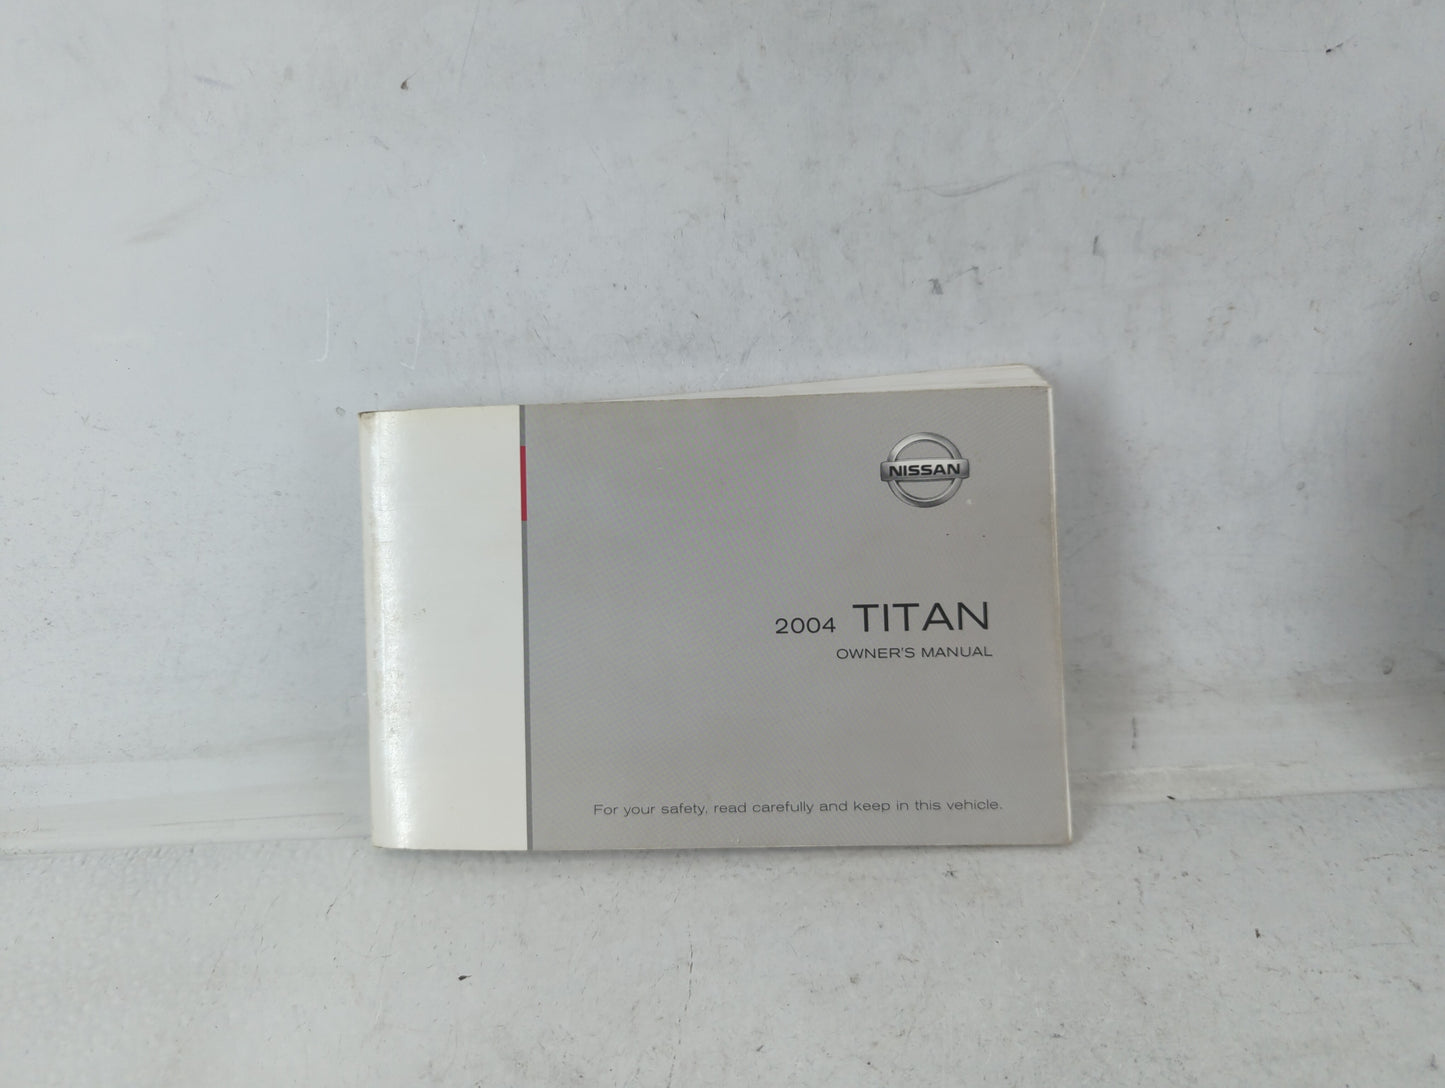 NISSAN
2004 TITAN
OWNER'S MANUAL
For your safety, read carefully and keep in this vehicle.